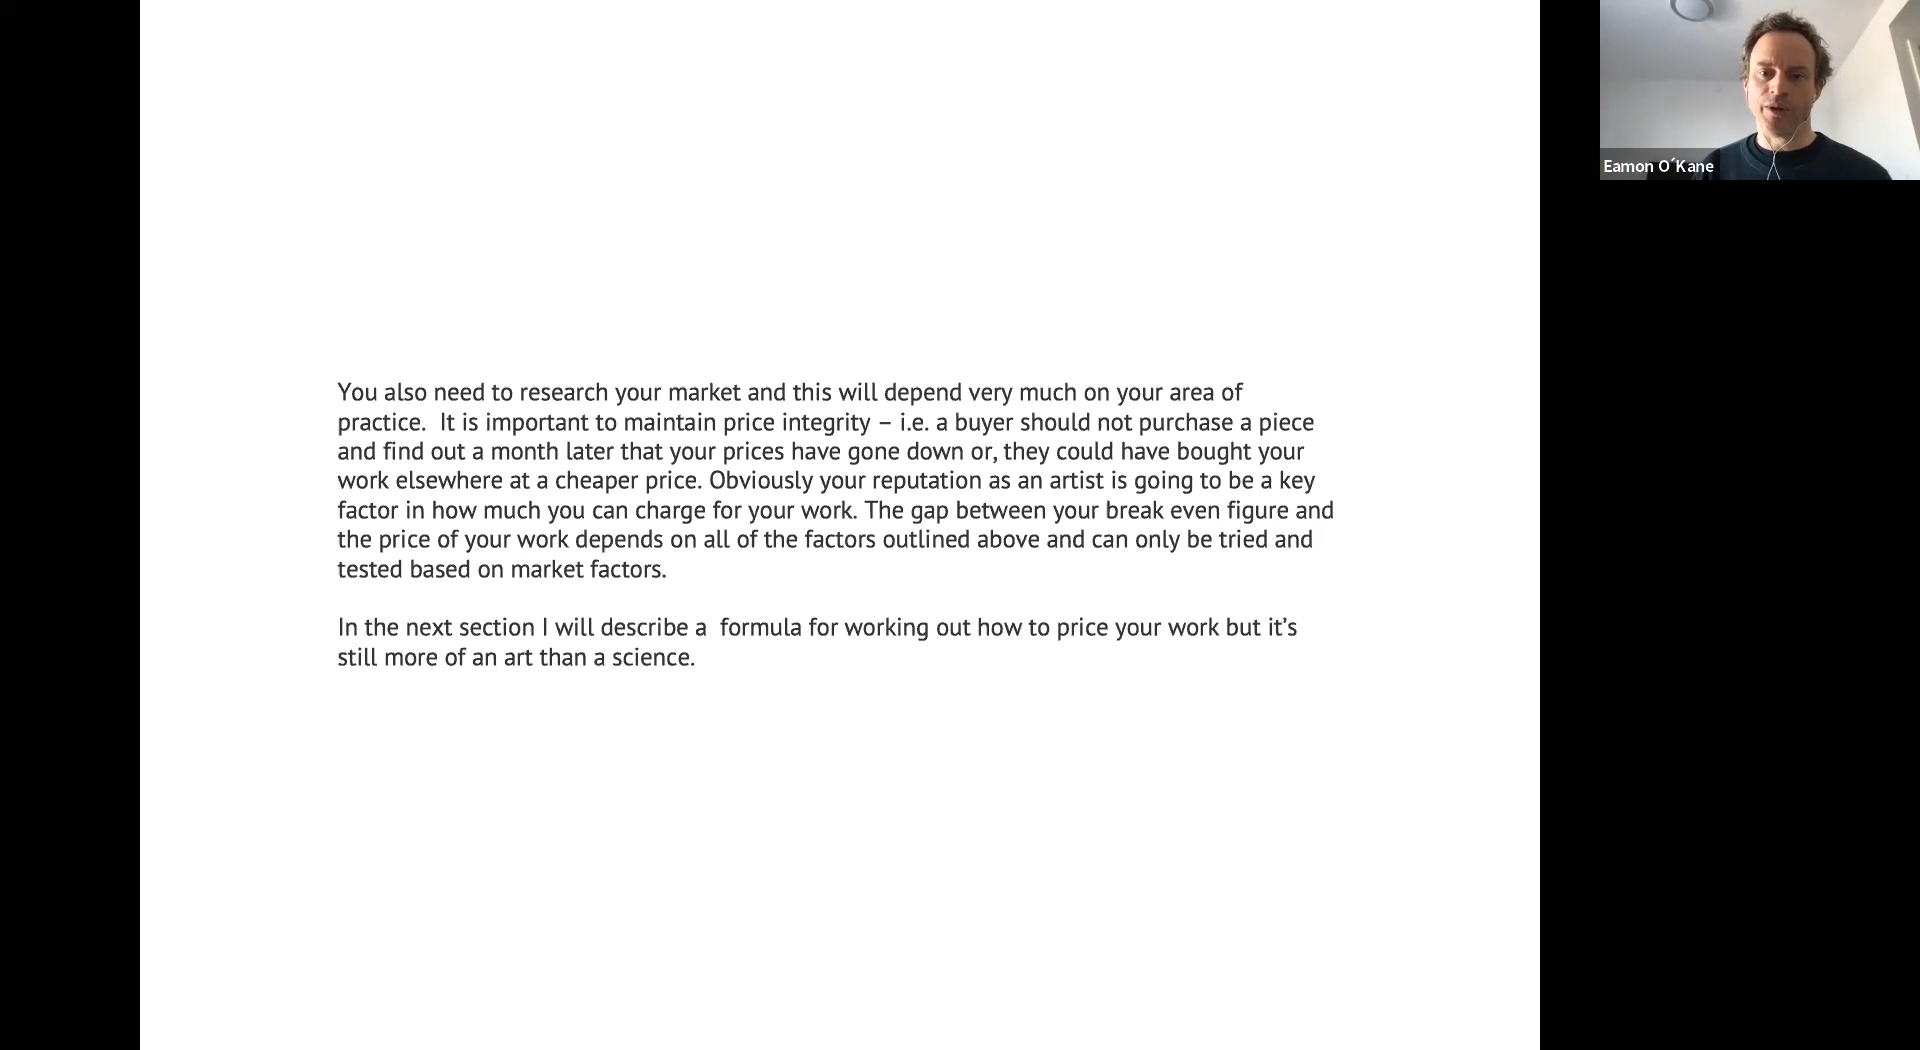 You also need to research your market and this will depend very much on your area of
practice.  It is important to maintain price integrity – i.e. a buyer should not purchase a piece
and find out a month later that your prices have gone down or, they could have bought your
work elsewhere at a cheaper price. Obviously your reputation as an artist is going to be a key
factor in how much you can charge for your work. The gap between your break even figure and
the price of your work depends on all of the factors outlined above and can only be tried and
tested based on market factors.
In the next section I will describe a  formula for working out how to price your work but it’s
still more of an art than a science.
Eamon O´Kane